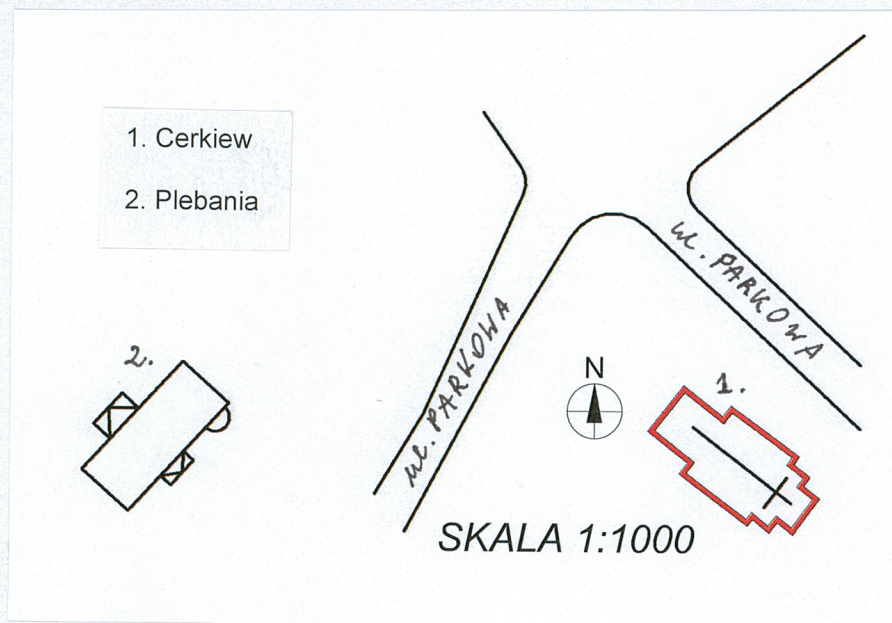 1. Cerkiew
2. Plebania
ul. PARKOWA
2.
ul. PARKOWA
N
1.
SKALA 1:1000